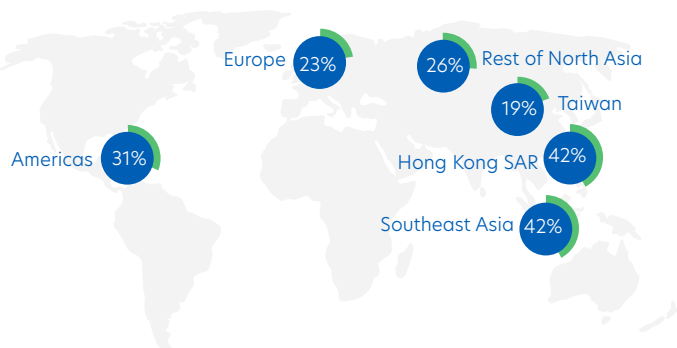 Europe 23%
26% Rest of North Asia
19% Taiwan
Americas 31%
Hong Kong SAR 42%
Southeast Asia 42%